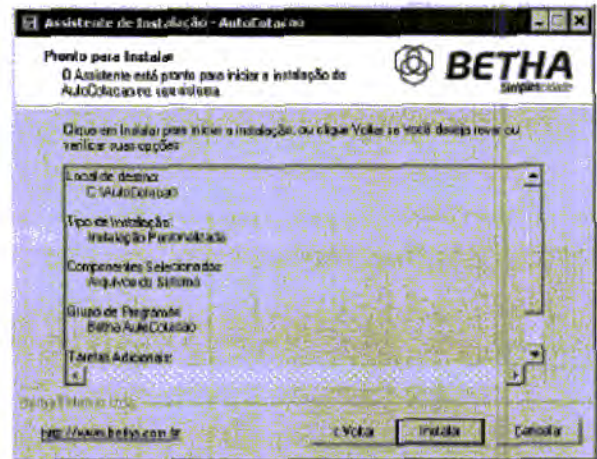 Assistente de Instalação - AutoCotacao
Pronto para Instalar
O Assistente está pronto para iniciar a instalação de
AutoCotacao no seu sistema.
BETHA
Simplicidade
Clique em Instalar para iniciar a instalação, ou clique Voltar se você deseja rever ou
verificar suas opções
Local de destino:
C:\AutoCotacao
Tipo de Instalação:
Instalação Personalizada
Componentes Selecionados:
Arquivos do Sistema
Grupo de Programas:
Betha AutoCotacao
Tarefas Adicionais:
Ltda
http://www.betha.com.br
< Voltar
Instalar
Cancelar